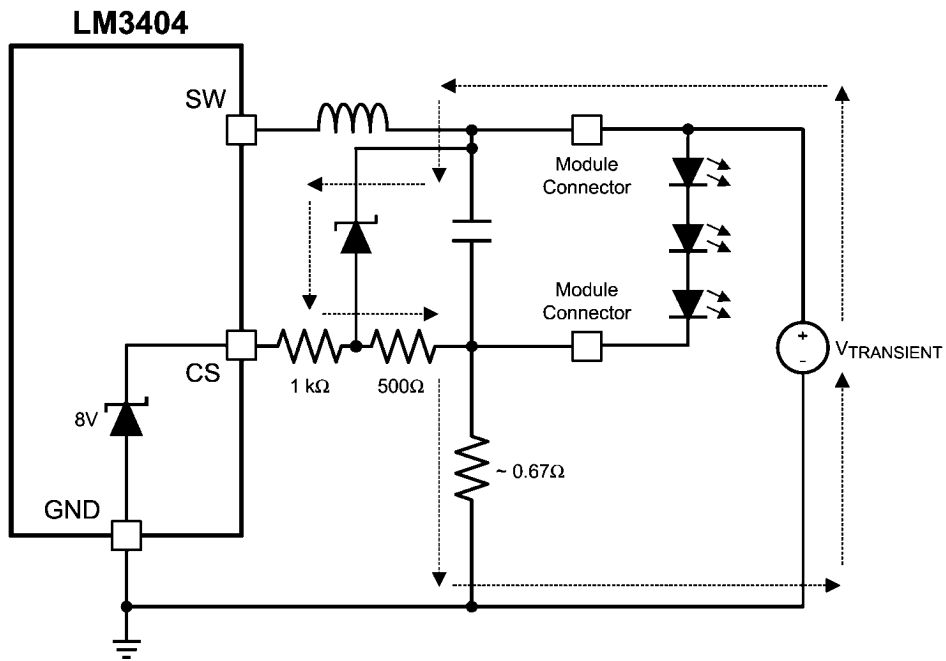 LM3404
SW
Module
Connector
Module
Connector
+
-
VTRANSIENT
CS
1 kΩ
500Ω
8V
~ 0.67Ω
GND